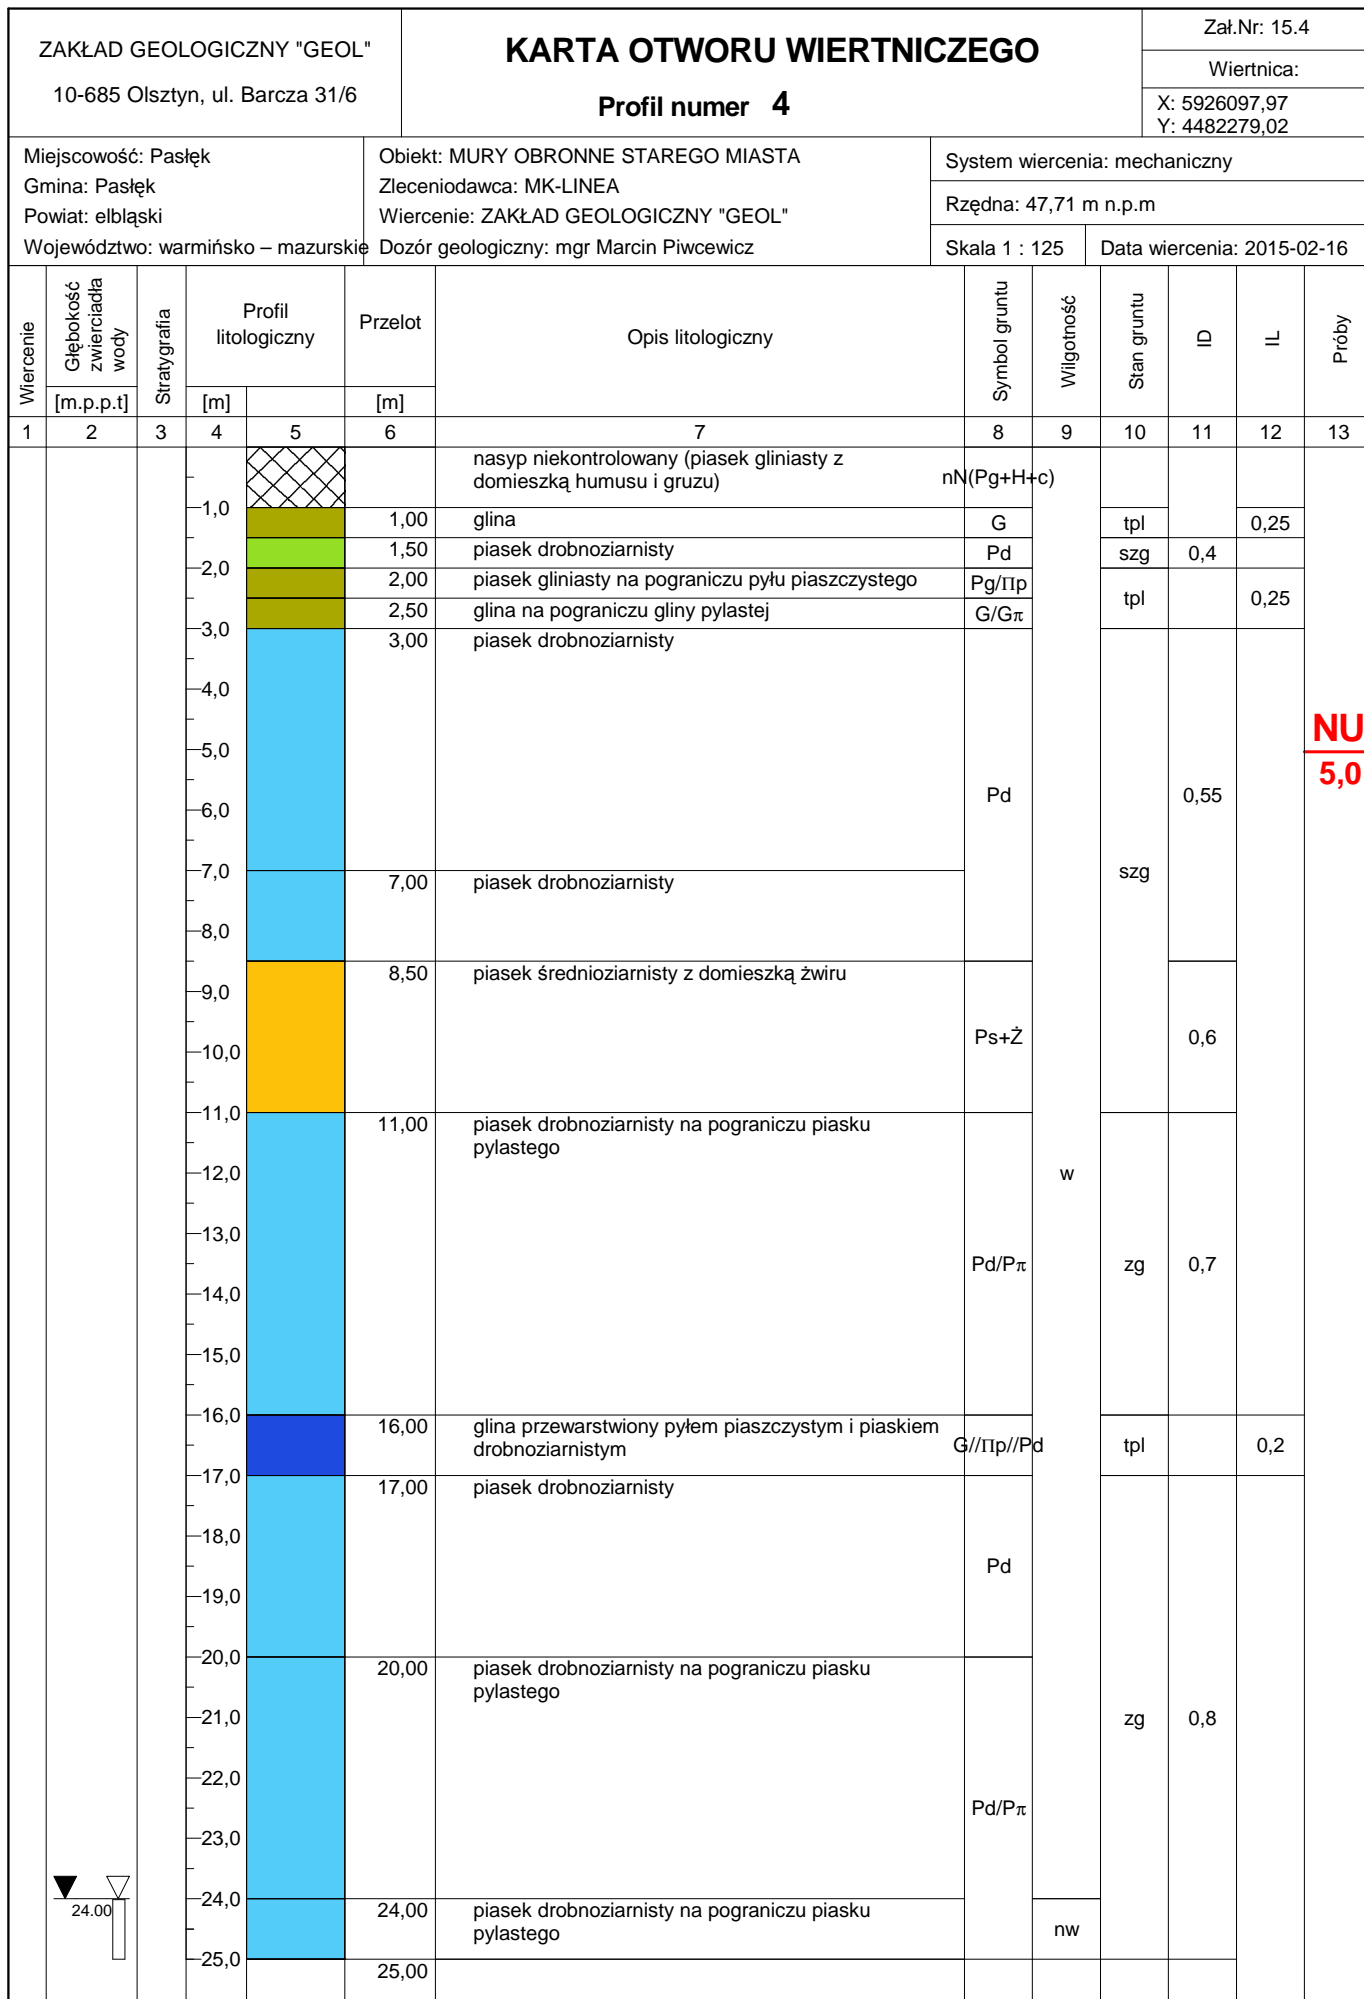 ZAKŁAD GEOLOGICZNY "GEOL"
10-685 Olsztyn, ul. Barcza 31/6
KARTA OTWORU WIERTNICZEGO
Profil numer 4
Zał.Nr: 15.4
Wiertnica:
X: 5926097,97
Y: 4482279,02
Miejscowość: Pasłęk
Gmina: Pasłęk
Powiat: elbląski
Województwo: warmińsko – mazurskie
Obiekt: MURY OBRONNE STAREGO MIASTA
Zleceniodawca: MK-LINEA
Wiercenie: ZAKŁAD GEOLOGICZNY "GEOL"
Dozór geologiczny: mgr Marcin Piwcewicz
System wiercenia: mechaniczny
Rzędna: 47,71 m n.p.m
Skala 1 : 125
Data wiercenia: 2015-02-16
Wiercenie
Głębokość
zwierciadła
wody
[m.p.p.t]
Stratygrafia
Profil
litologiczny
[m]
Przelot
[m]
Opis litologiczny
Symbol gruntu
Wilgotność
Stan gruntu
ID
IL
Próby
1 2 3 4 5 6 7 8 9 10 11 12 13
nasyp niekontrolowany (piasek gliniasty z
domieszką humusu i gruzu)
nN(Pg+H+c)
1,0
1,00 glina G tpl 0,25
1,50 piasek drobnoziarnisty Pd szg 0,4
2,0
2,00 piasek gliniasty na pograniczu pyłu piaszczystego Pg/Πp
tpl 0,25
2,50 glina na pograniczu gliny pylastej G/Gπ
3,0
3,00 piasek drobnoziarnisty
4,0
NU
5,0
5,0
Pd 0,55
6,0
7,0
szg
7,00 piasek drobnoziarnisty
8,0
8,50 piasek średnioziarnisty z domieszką żwiru
9,0
Ps+Ż 0,6
10,0
11,0
11,00 piasek drobnoziarnisty na pograniczu piasku
pylastego
12,0
w
13,0
Pd/Pπ zg 0,7
14,0
15,0
16,0
16,00 glina przewarstwiony pyłem piaszczystym i piaskiem
drobnoziarnistym
G//Πp//Pd tpl 0,2
17,0
17,00 piasek drobnoziarnisty
18,0
Pd
19,0
20,0
20,00 piasek drobnoziarnisty na pograniczu piasku
pylastego
21,0
zg 0,8
22,0
Pd/Pπ
23,0
24,0
24.00
24,00 piasek drobnoziarnisty na pograniczu piasku
pylastego
nw
25,0
25,00